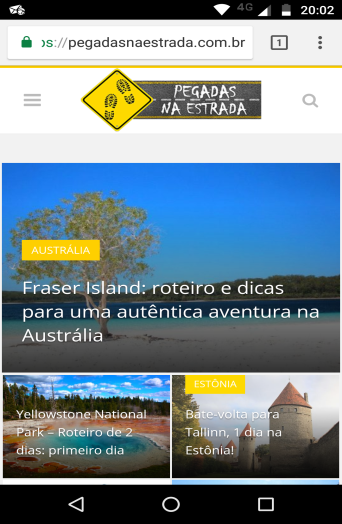 4G 20:02
os://pegadasnaestrada.com.br 1
PEGADAS
NA ESTRADA
AUSTRÁLIA
Fraser Island: roteiro e dicas
para uma autêntica aventura na
Austrália
Yellowstone National
Park – Roteiro de 2
dias: primeiro dia
ESTÔNIA
Bate-volta para
Tallinn, 1 dia na
Estônia!